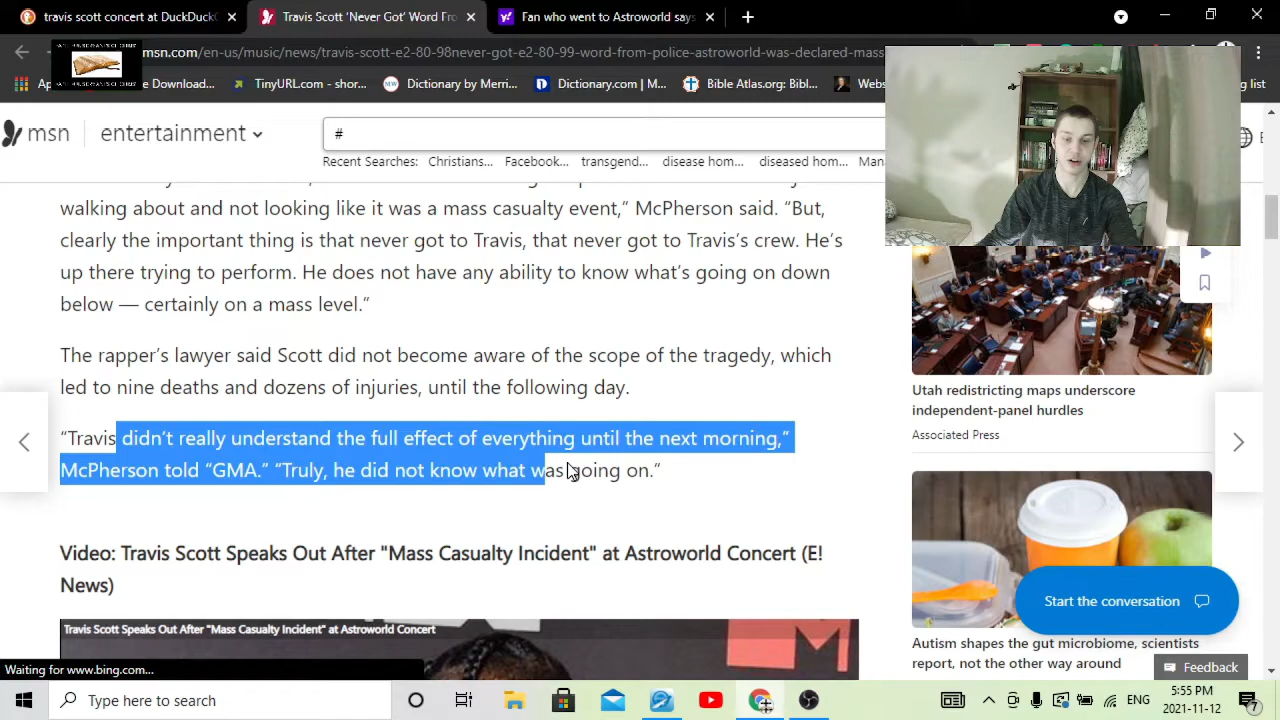 travis scott concert at DuckDuckG
Travis Scott 'Never Got' Word Fro
Fan who went to Astroworld says
msn.com/en-us/music/news/travis-scott-e2-80-98never-got-e2-80-99-word-from-police-astroworld-w
ared-mass
Download...
TinyURL.com - shor...
Dictionary by Merri...
Dictionary.com | M...
Bible Atlas.org: Bibl...
Webs
g list
msn
entertainment
#
Recent Searches:
Christians...
Facebook...
transgend...
disease hom...
diseased hom...
walking about and not looking like it was a mass casualty event,” McPherson said. “But,
clearly the important thing is that never got to Travis, that never got to Travis’s crew. He’s
up there trying to perform. He does not have any ability to know what’s going on down
below — certainly on a mass level.”
The rapper’s lawyer said Scott did not become aware of the scope of the tragedy, which
led to nine deaths and dozens of injuries, until the following day.
“Travis didn’t really understand the full effect of everything until the next morning,”
McPherson told “GMA.” “Truly, he did not know what was going on.”
Video: Travis Scott Speaks Out After "Mass Casualty Incident" at Astroworld Concert (E!
News)
Travis Scott Speaks Out After "Mass Casualty Incident" at Astroworld Concert
Utah redistricting maps underscore
independent-panel hurdles
Associated Press
Start the conversation
Autism shapes the gut microbiome, scientists
report, not the other way around
Feedback
Waiting for www.bing.com...
Type here to search
ENG
5:55 PM
2021-11-12
7